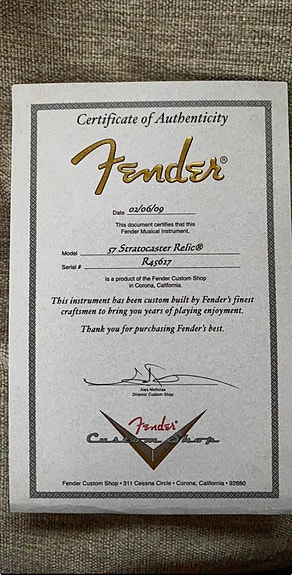 Certificate of Authenticity
Fender®
Date 02/06/09
This document certifies that this
Fender Musical Instrument,
Model 57 Stratocaster Relic®
Serial # R45627
is a product of the Fender Custom Shop
in Corona, California.
This instrument has been custom built by Fender's finest
craftsmen to bring you years of playing enjoyment.
Thank you for purchasing Fender's best.
Alex Nicholas
Director Custom Shop
Fender
Custom Shop
Fender Custom Shop • 311 Cessna Circle • Corona, California • 92880